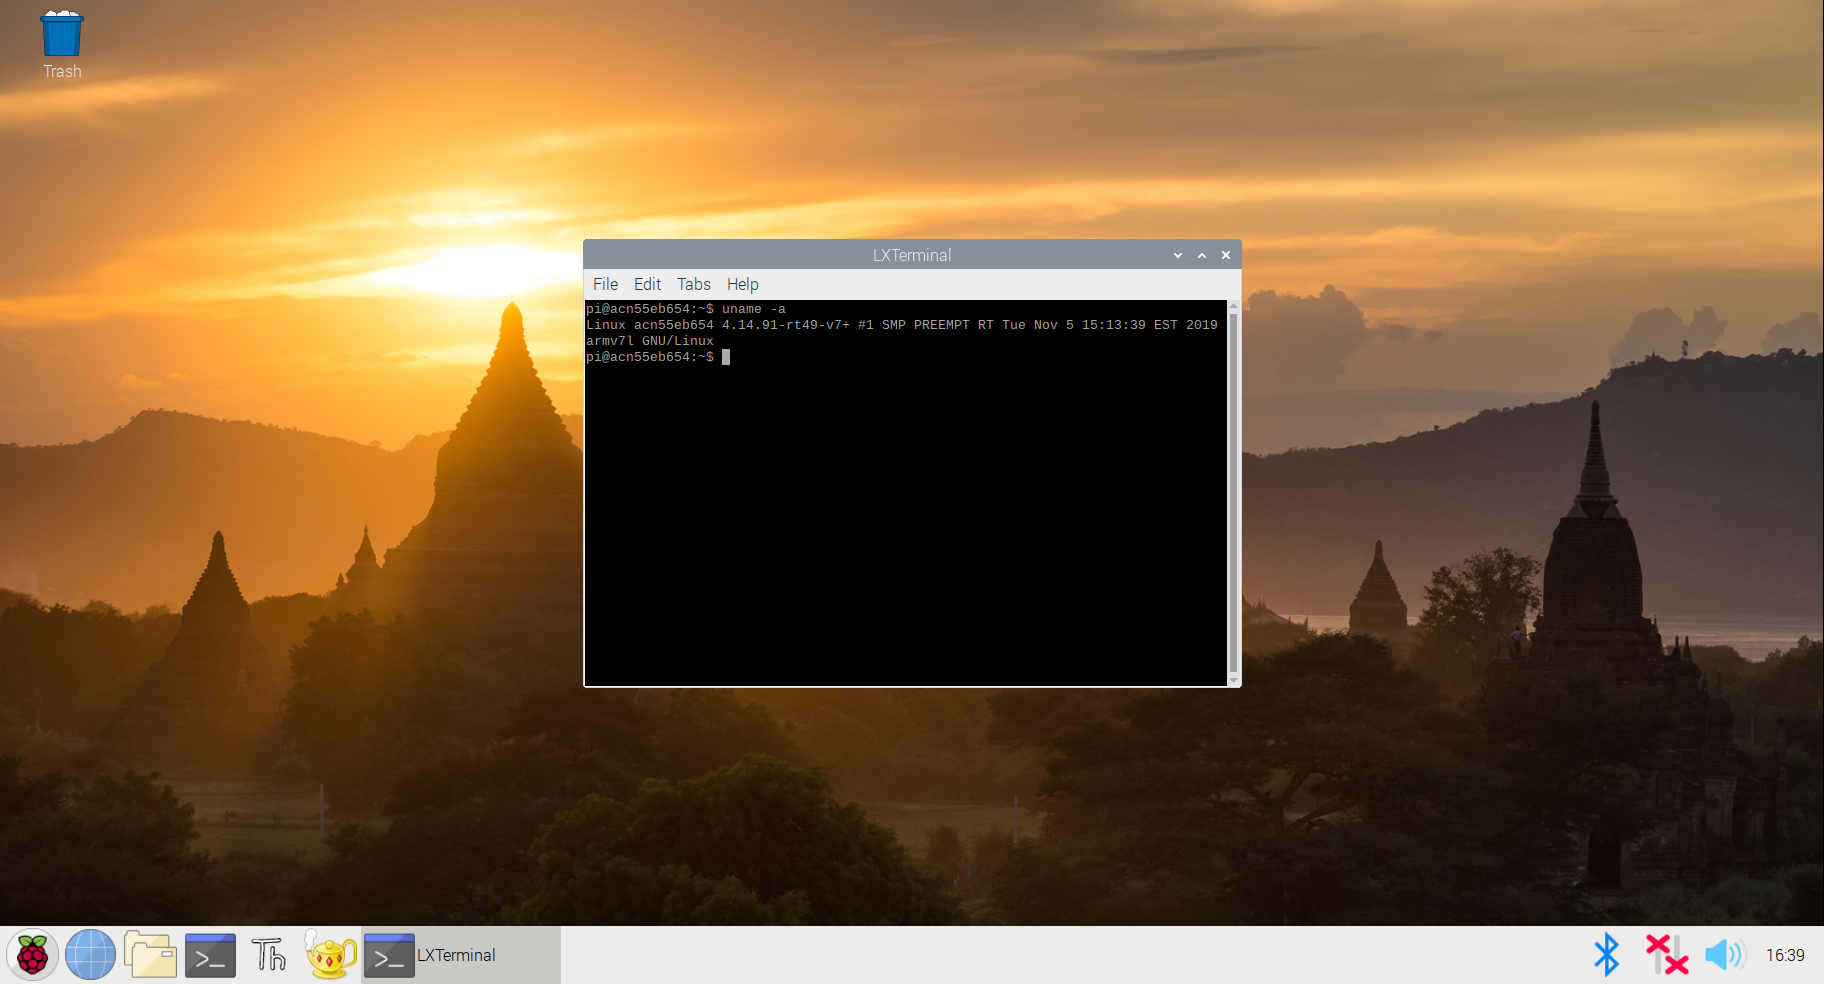 Trash
LXTerminal
File Edit Tabs Help
pi@acn55eb654:~$ uname -a
Linux acn55eb654 4.14.91-rt49-v7+ #1 SMP PREEMPT RT Tue Nov 5 15:13:39 EST 2019
armv7l GNU/Linux
pi@acn55eb654:~$
Th
LXTerminal
16:39